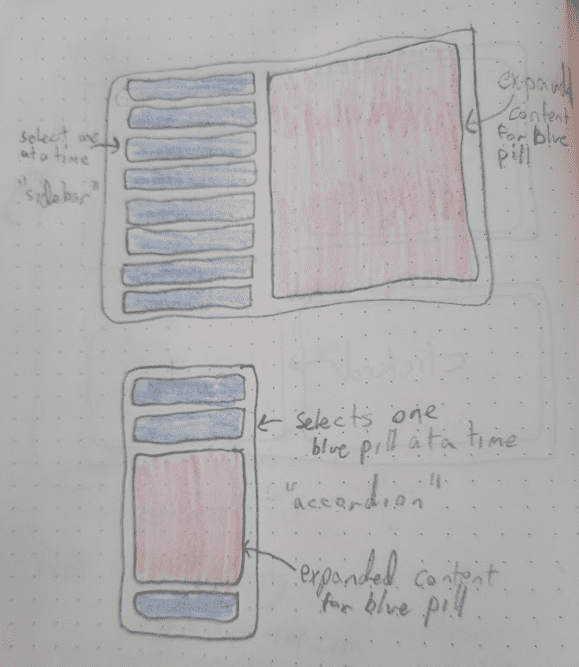 select one
at a time
"sidebar"
expanded
content
for blue
pill
selects one
blue pill at a time
"accardion"
expanded content
for blue pill